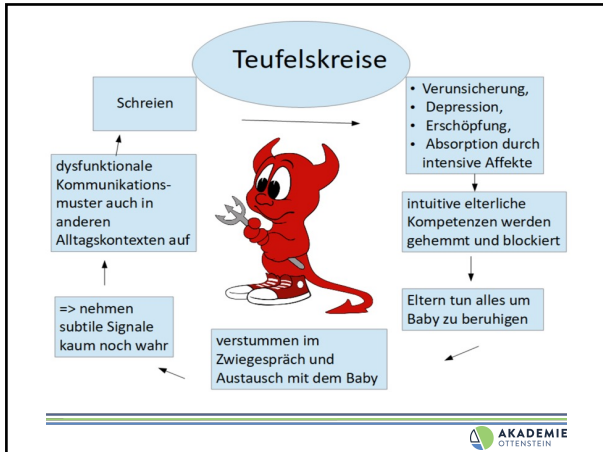 Teufelskreise
Schreien
• Verunsicherung,
• Depression,
• Erschöpfung,
• Absorption durch
intensive Affekte
intuitive elterliche
Kompetenzen werden
gehemmt und blockiert
Eltern tun alles um
Baby zu beruhigen
verstummen im
Zwiegespräch und
Austausch mit dem Baby
=> nehmen
subtile Signale
kaum noch wahr
dysfunktionale
Kommunikations-
muster auch in
anderen
Alltagskontexten auf
AKADEMIE
OTTENSTEIN